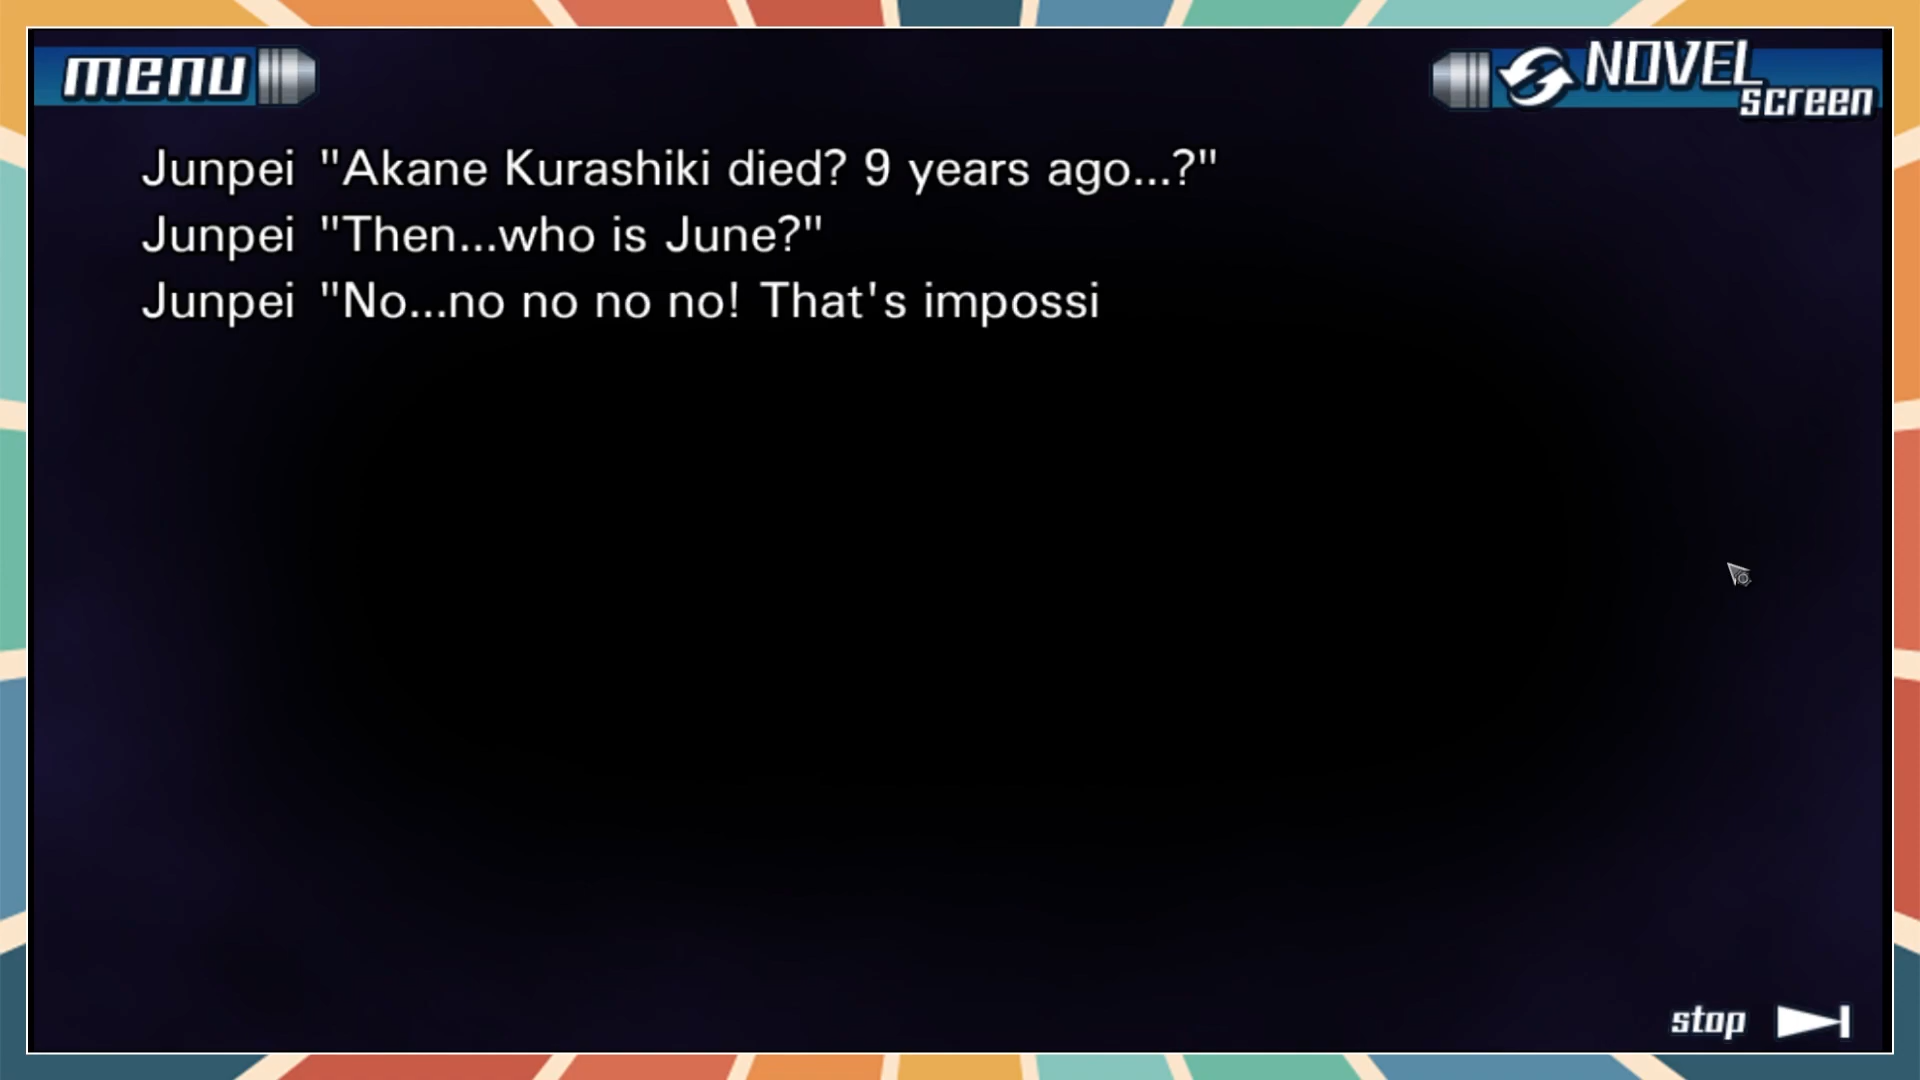 menu
NOVEL
screen
Junpei "Akane Kurashiki died? 9 years ago...?"
Junpei "Then...who is June?"
Junpei "No...no no no no! That's impossi
stop